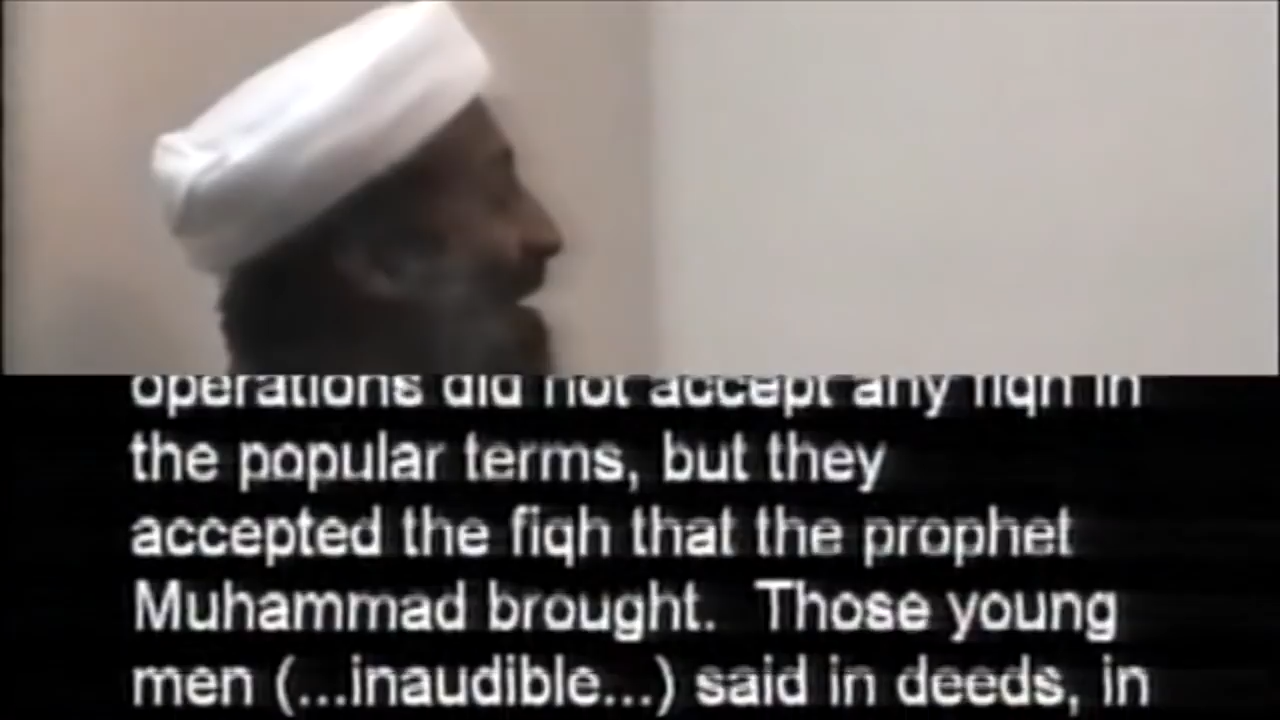 operations did not accept any fiqh in
the popular terms, but they
accepted the fiqh that the prophet
Muhammad brought.  Those young
men (...inaudible...) said in deeds, in